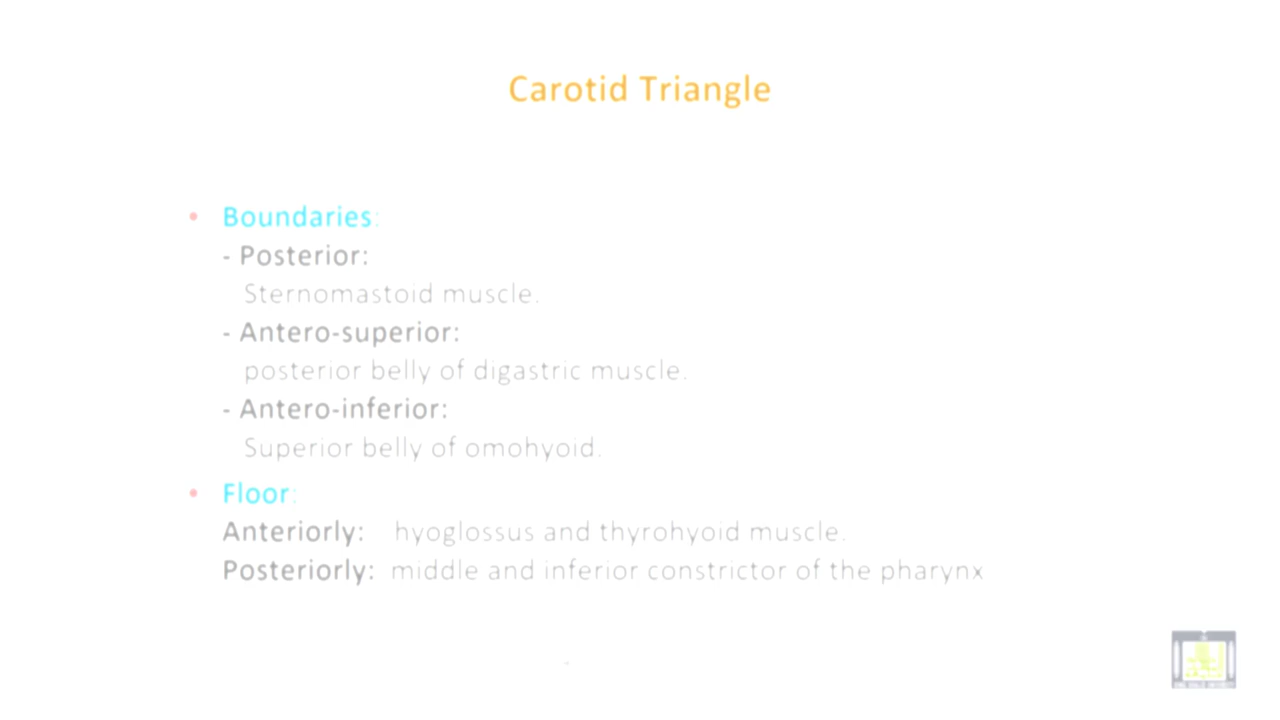 Carotid Triangle
• Boundaries:
- Posterior:
Sternomastoid muscle.
- Antero-superior:
posterior belly of digastric muscle.
- Antero-inferior:
Superior belly of omohyoid.
• Floor:
Anteriorly: hyoglossus and thyrohyoid muscle.
Posteriorly: middle and inferior constrictor of the pharynx